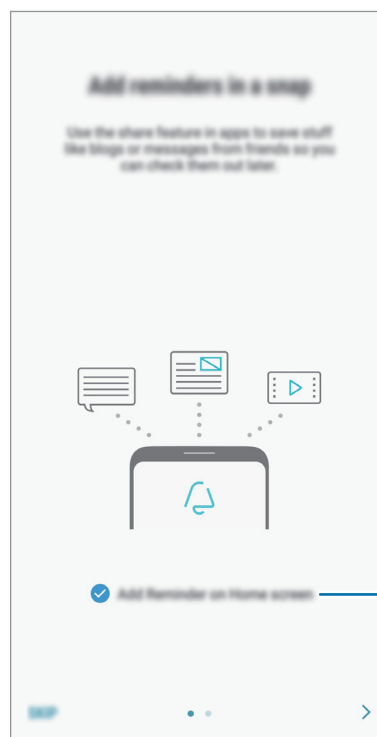 Add reminders in a snap
Use the share feature in apps to save stuff
like blogs or messages from friends so you
can check them out later.
Add Reminder on Home screen
SKIP